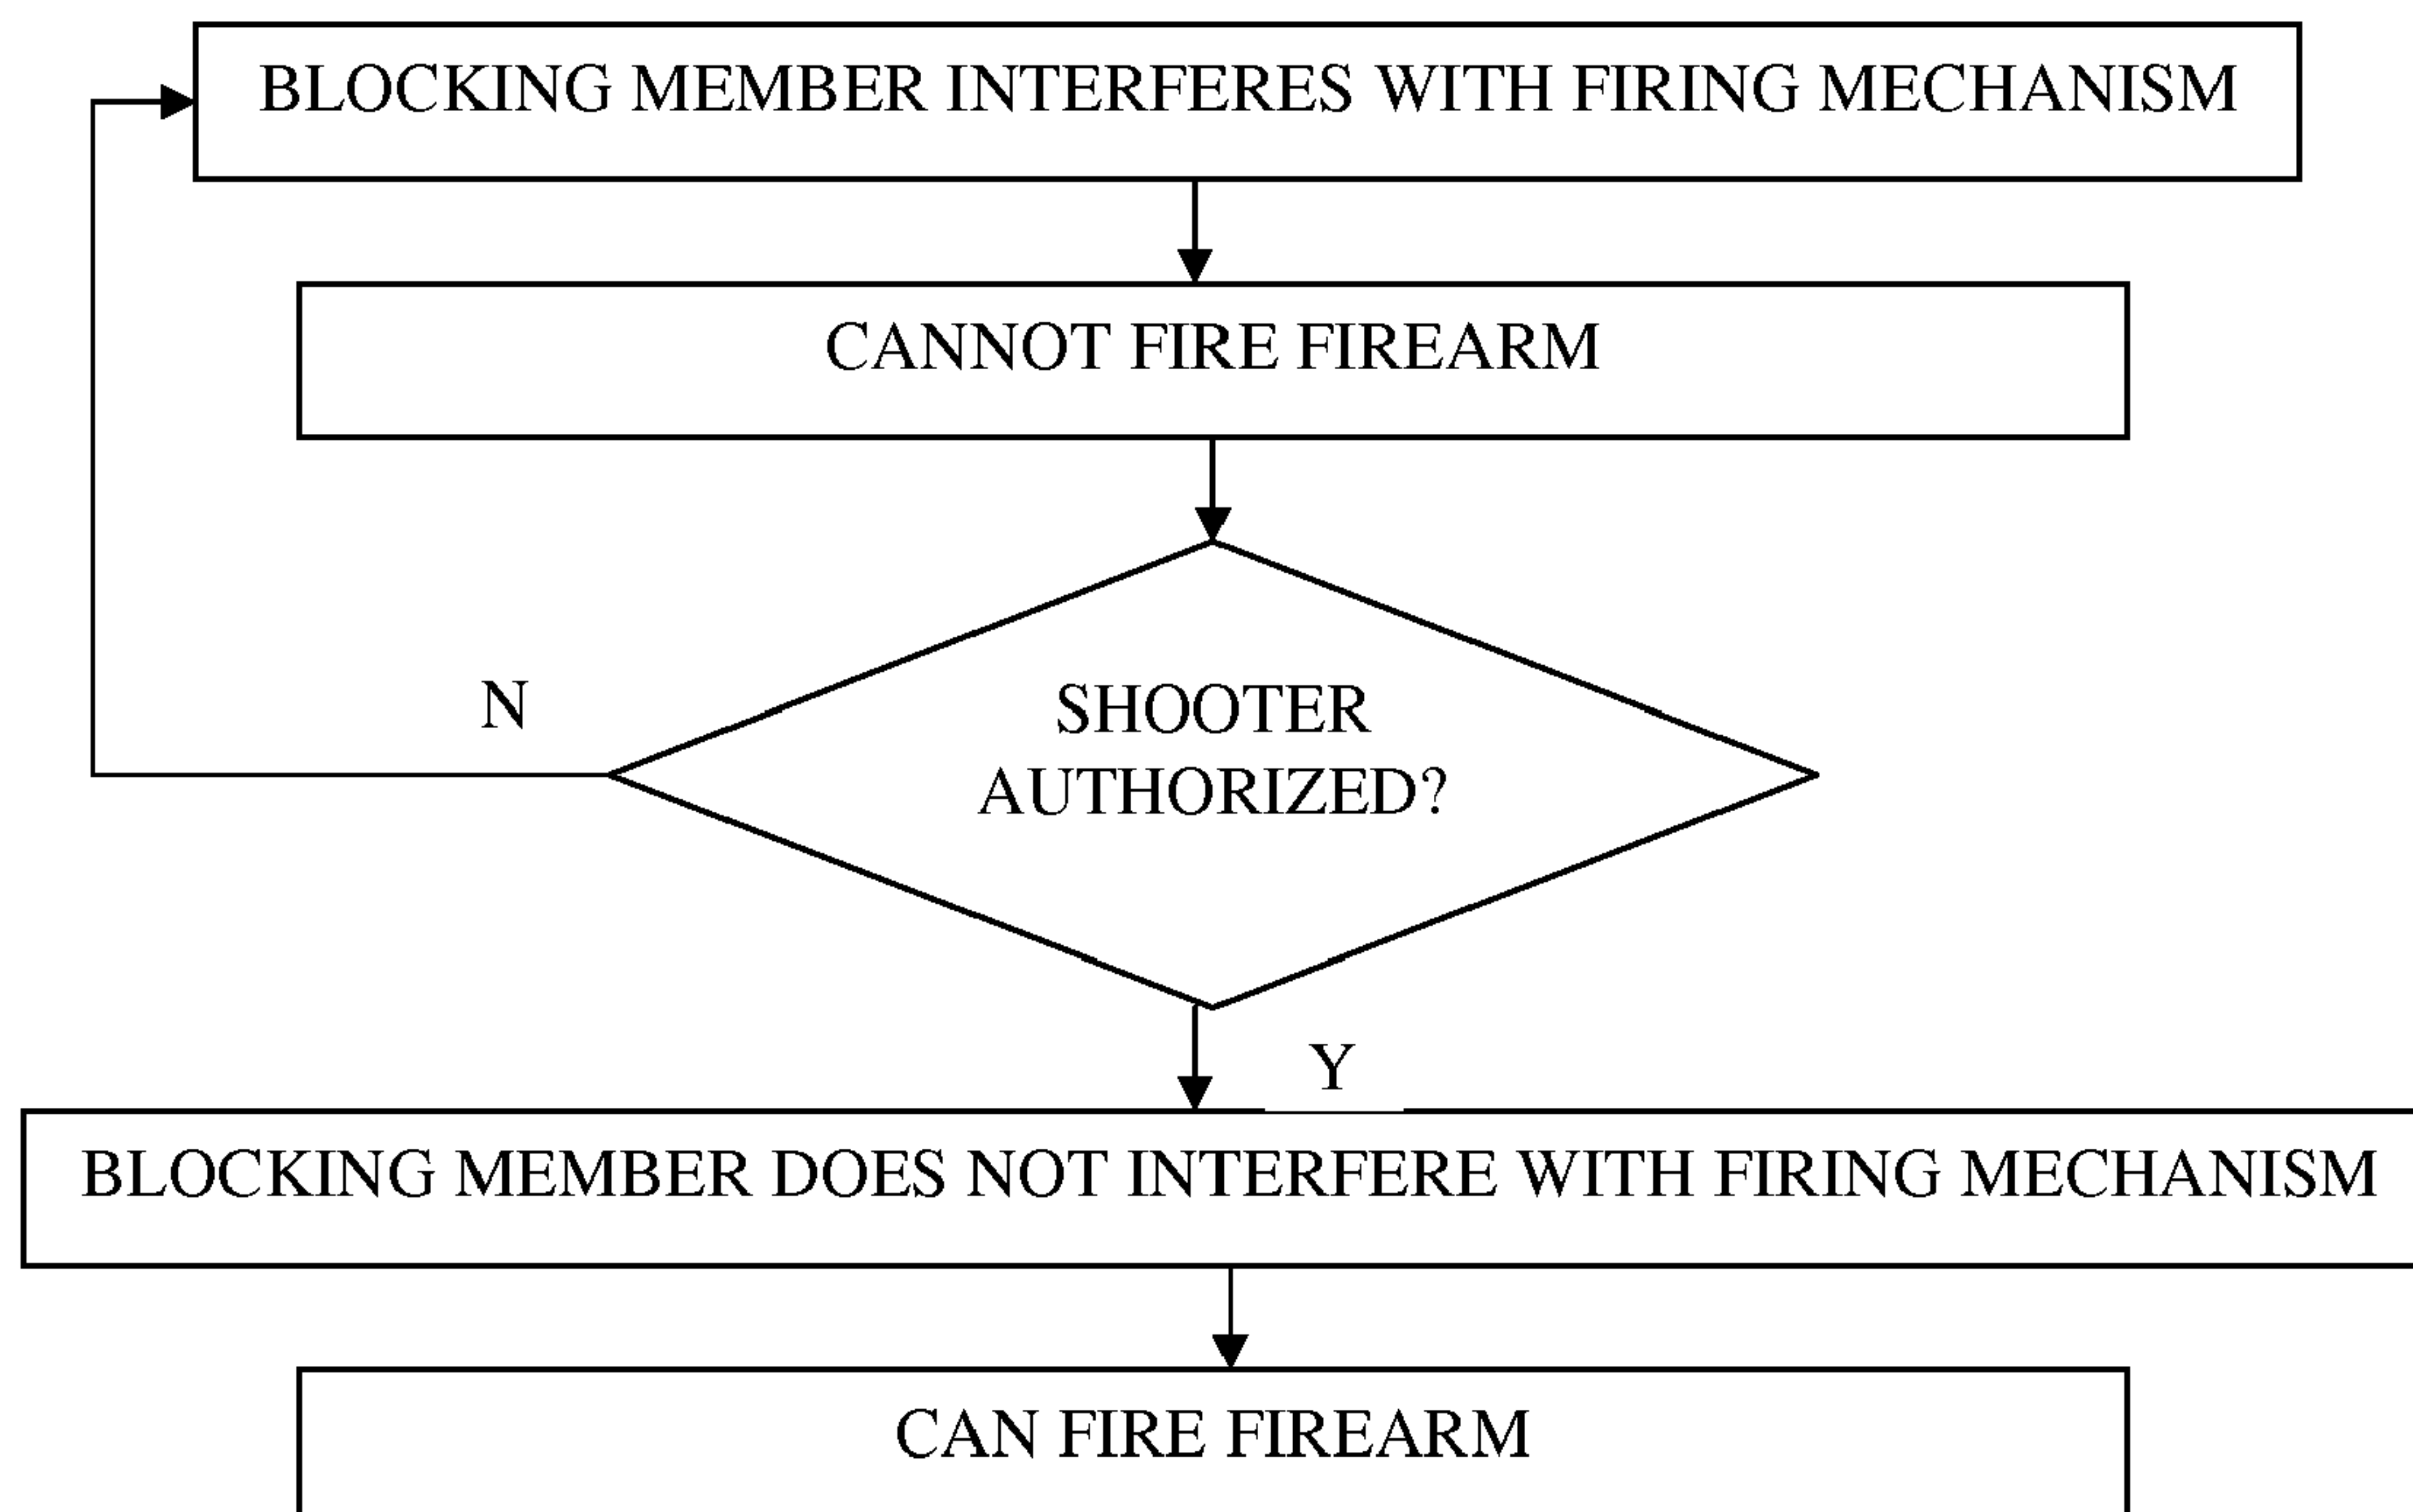 BLOCKING MEMBER INTERFERES WITH FIRING MECHANISM
CANNOT FIRE FIREARM
N
SHOOTER
AUTHORIZED?
Y
BLOCKING MEMBER DOES NOT INTERFERE WITH FIRING MECHANISM
CAN FIRE FIREARM